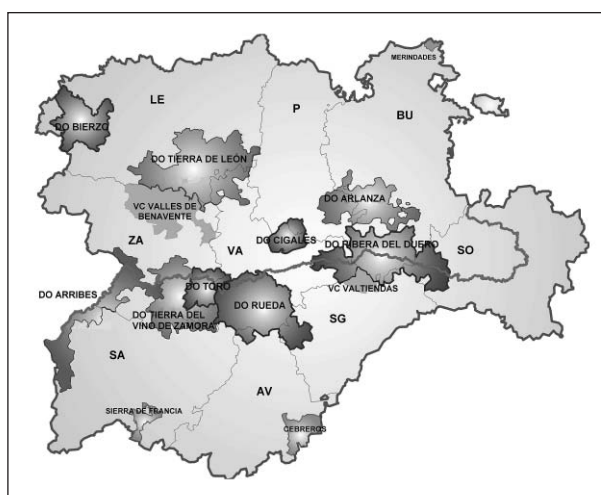 MERINDADES
LE
P
BU
DO BIERZO
DO TIERRA DE LEÓN
VC VALLES DE
BENAVENTE
DO ARLANZA
ZA
VA
DO CIGALES
DO RIBERA DEL DUERO
SO
DO ARRIBES
DO TORO
VC VALTIENDAS
DO RUEDA
DO TIERRA DEL
VINO DE ZAMORA
SG
SA
AV
SIERRA DE FRANCIA
CEBREROS